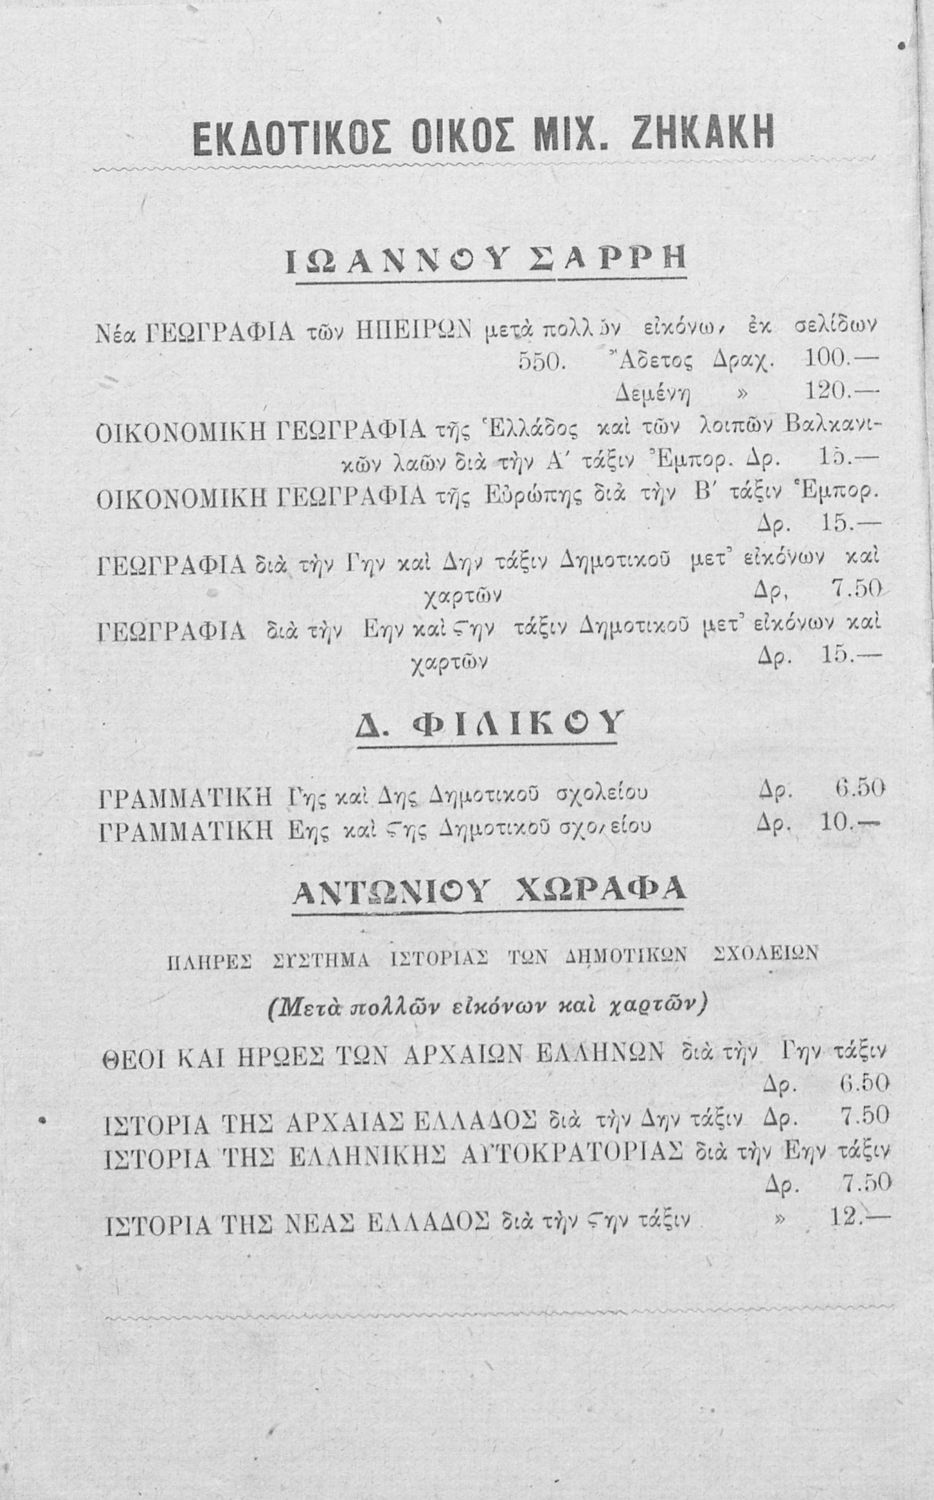 ΕΚΔΟΤΙΚΟΣ ΟΙΚΟΣ ΜΙΧ. ΖΗΚΑΚΗ
ΙΩΑΝΝΟΥ ΣΑΡΡΗ
Νέα ΓΕΩΓΡΑΦΙΑ τῶν ΗΠΕΙΡΩΝ μετὰ πολλῶν εἰκόνων ἐκ σελίδων
550. Ἄδετος Δραχ. 100.—
Δεμένη » 120.—
ΟΙΚΟΝΟΜΙΚΗ ΓΕΩΓΡΑΦΙΑ τῆς Ἑλλάδος καὶ τῶν λοιπῶν Βαλκανι-
κῶν λαῶν διὰ τὴν Α΄ τάξιν Ἐμπορ. Δρ. 15.—
ΟΙΚΟΝΟΜΙΚΗ ΓΕΩΓΡΑΦΙΑ τῆς Εὐρώπης διὰ τὴν Β΄ τάξιν Ἐμπορ.
Δρ. 15.—
ΓΕΩΓΡΑΦΙΑ διὰ τὴν Γην καὶ Δην τάξιν Δημοτικοῦ μετ᾽ εἰκόνων καὶ
χαρτῶν Δρ, 7.50
ΓΕΩΓΡΑΦΙΑ διὰ τὴν Εην καὶ Ϛην τάξιν Δημοτικοῦ μετ᾽ εἰκόνων καὶ
χαρτῶν Δρ. 15.—
Δ. ΦΙΛΙΚΟΥ
ΓΡΑΜΜΑΤΙΚΗ Γης καὶ Δης Δημοτικοῦ σχολείου Δρ. 6.50
ΓΡΑΜΜΑΤΙΚΗ Εης καὶ Ϛης Δημοτικοῦ σχολείου Δρ. 10.—
ΑΝΤΩΝΙΟΥ ΧΩΡΑΦΑ
ΠΛΗΡΕΣ ΣΥΣΤΗΜΑ ΙΣΤΟΡΙΑΣ ΤΩΝ ΔΗΜΟΤΙΚΩΝ ΣΧΟΛΕΙΩΝ
(Μετὰ πολλῶν εἰκόνων καὶ χαρτῶν)
ΘΕΟΙ ΚΑΙ ΗΡΩΕΣ ΤΩΝ ΑΡΧΑΙΩΝ ΕΛΛΗΝΩΝ διὰ τὴν Γην τάξιν
Δρ. 6.50
ΙΣΤΟΡΙΑ ΤΗΣ ΑΡΧΑΙΑΣ ΕΛΛΑΔΟΣ διὰ τὴν Δην τάξιν Δρ. 7.50
ΙΣΤΟΡΙΑ ΤΗΣ ΕΛΛΗΝΙΚΗΣ ΑΥΤΟΚΡΑΤΟΡΙΑΣ διὰ τὴν Εην τάξιν
Δρ. 7.50
ΙΣΤΟΡΙΑ ΤΗΣ ΝΕΑΣ ΕΛΛΑΔΟΣ διὰ τὴν Ϛην τάξιν » 12.—